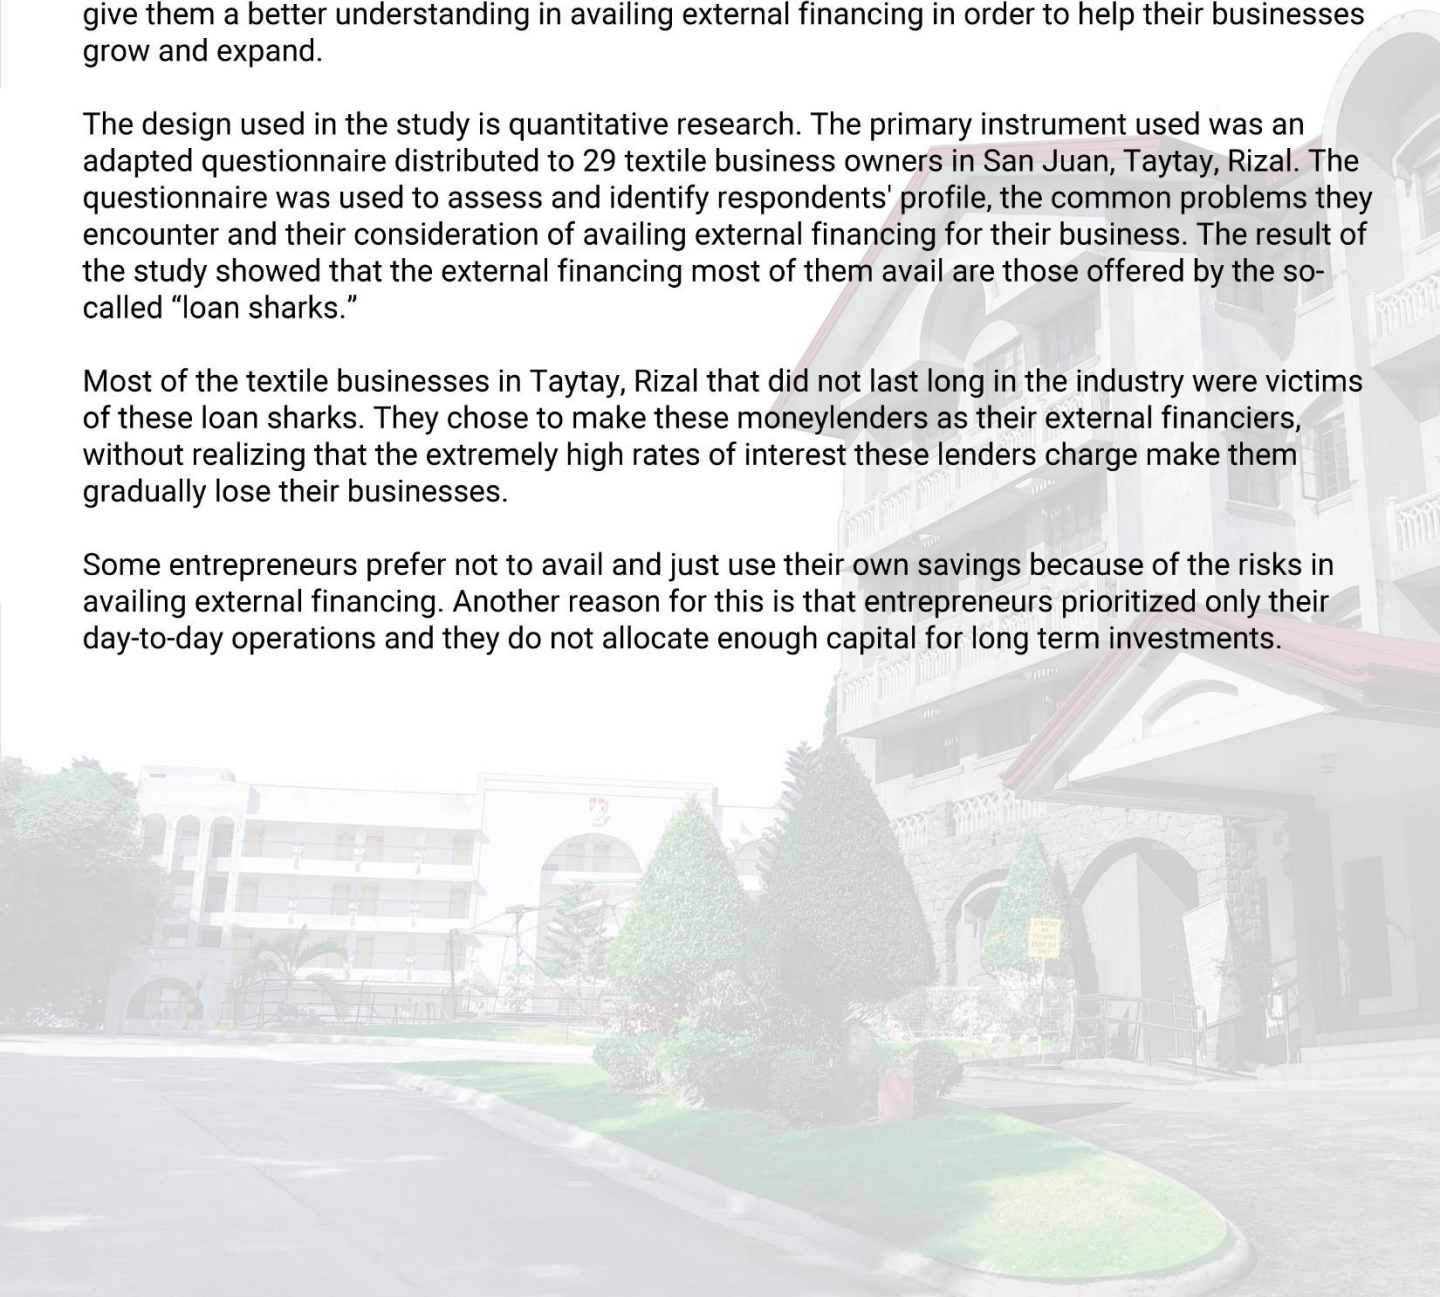 give them a better understanding in availing external financing in order to help their businesses
grow and expand.
The design used in the study is quantitative research. The primary instrument used was an
adapted questionnaire distributed to 29 textile business owners in San Juan, Taytay, Rizal. The
questionnaire was used to assess and identify respondents' profile, the common problems they
encounter and their consideration of availing external financing for their business. The result of
the study showed that the external financing most of them avail are those offered by the so-
called “loan sharks.”
Most of the textile businesses in Taytay, Rizal that did not last long in the industry were victims
of these loan sharks. They chose to make these moneylenders as their external financiers,
without realizing that the extremely high rates of interest these lenders charge make them
gradually lose their businesses.
Some entrepreneurs prefer not to avail and just use their own savings because of the risks in
availing external financing. Another reason for this is that entrepreneurs prioritized only their
day-to-day operations and they do not allocate enough capital for long term investments.